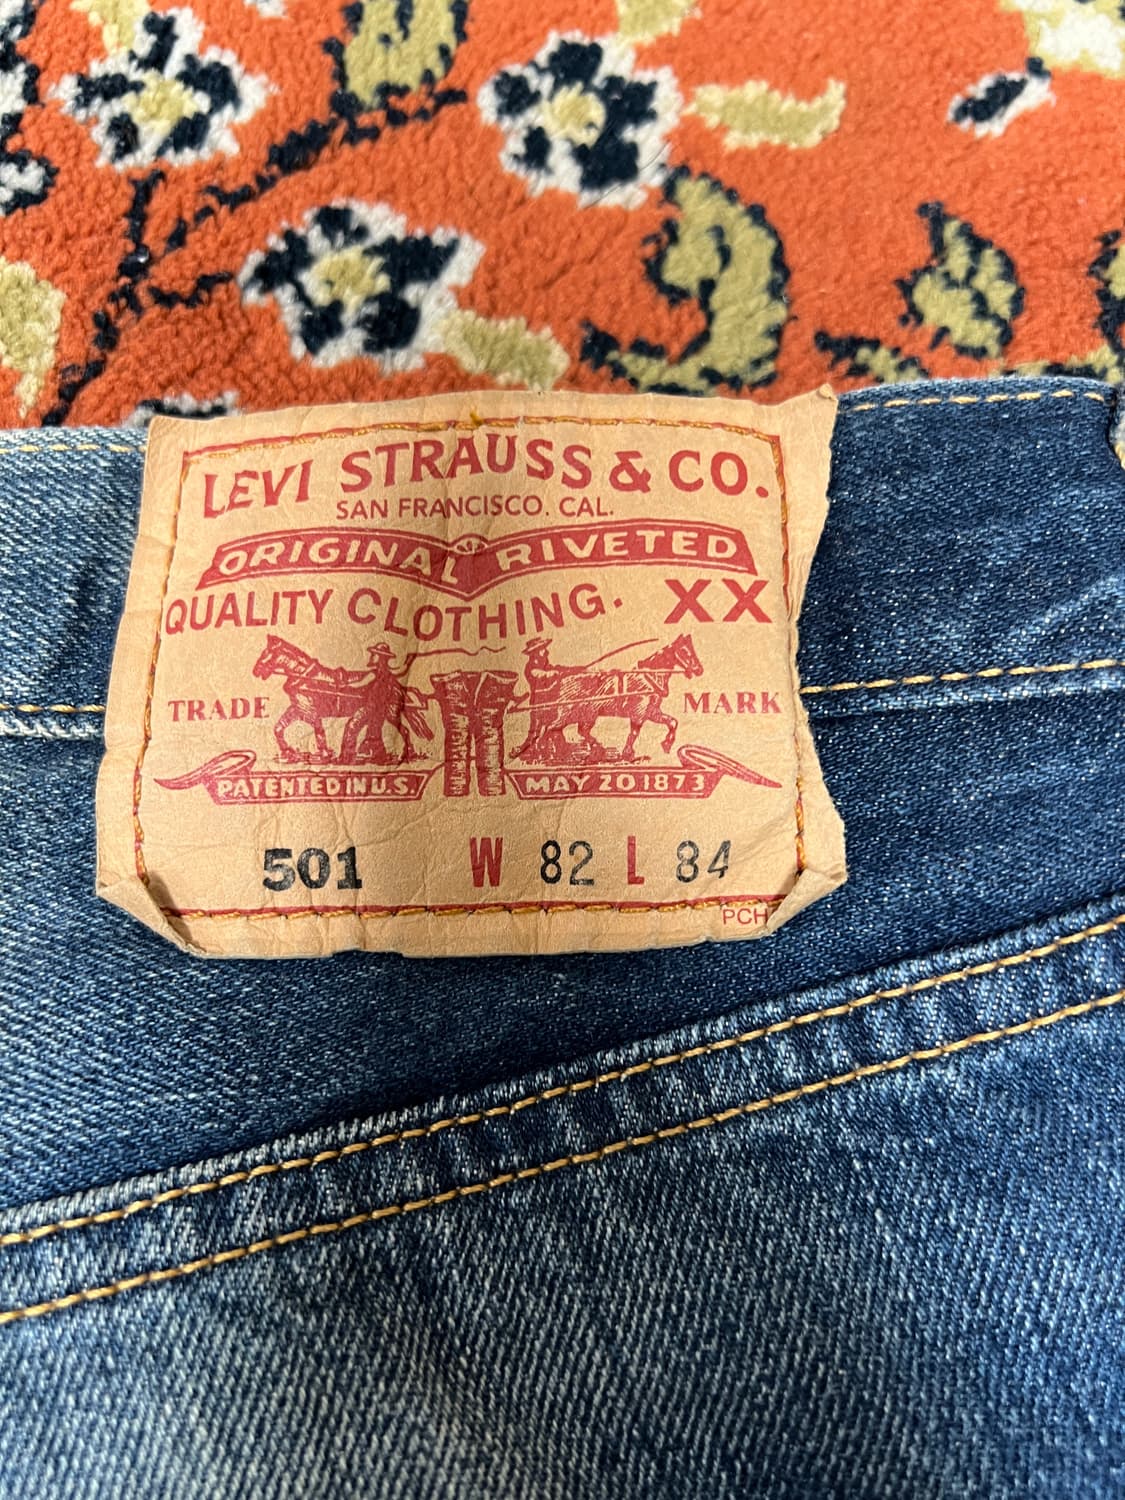 LEVI STRAUSS & CO.
SAN FRANCISCO. CAL.
ORIGINAL RIVETED
QUALITY CLOTHING. XX
TRADE MARK
PATENTED IN U.S. MAY 20 1873
501 W 82 L 84
PCH